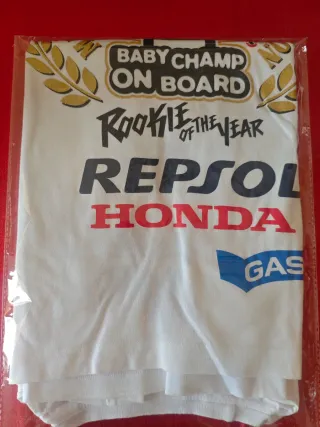 BABY CHAMP
ON BOARD
ROOKIE OF THE YEAR
REPSOL
HONDA
GAS